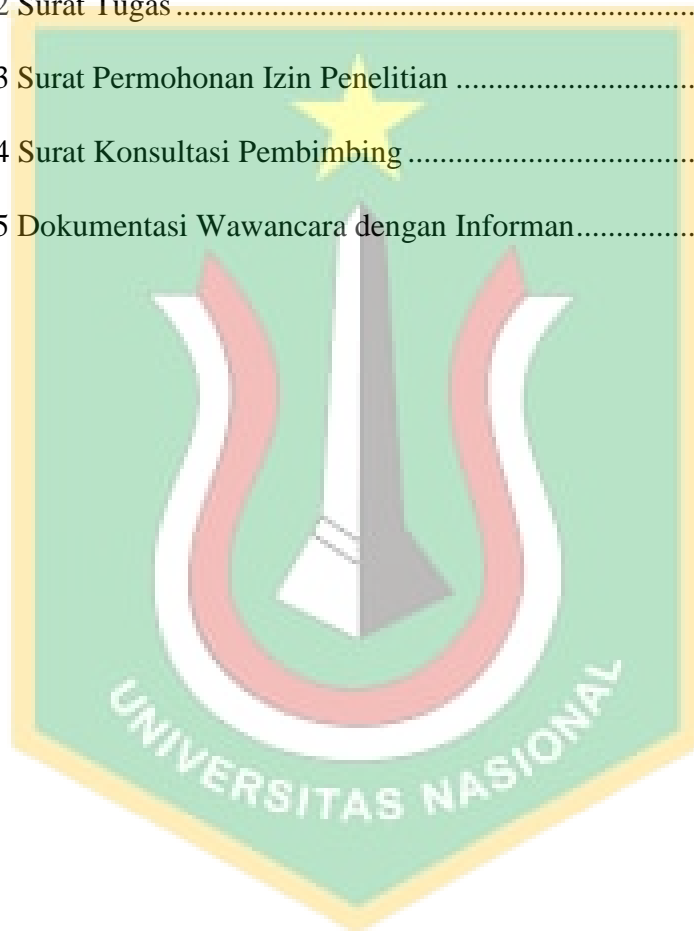 2 Surat Tugas......................................................................
3 Surat Permohonan Izin Penelitian ..............................
4 Surat Konsultasi Pembimbing ....................................
5 Dokumentasi Wawancara dengan Informan...............
UNIVERSITAS NASIONAL